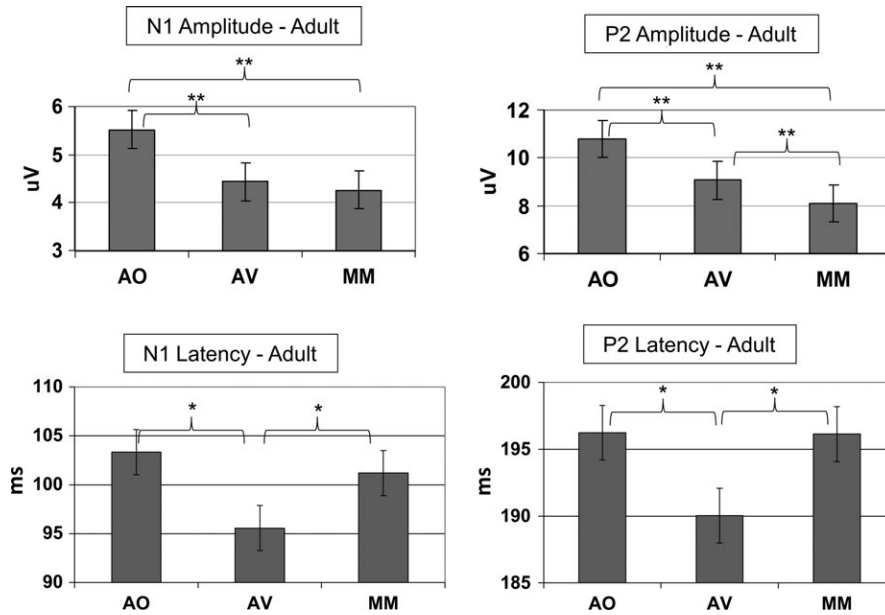 N1 Amplitude - Adult
**
**
6
5
4
3
uV
AO AV MM
P2 Amplitude - Adult
**
**
**
12
10
8
6
uV
AO AV MM
N1 Latency - Adult
*
*
110
105
100
95
90
ms
AO AV MM
P2 Latency - Adult
*
*
200
195
190
185
ms
AO AV MM